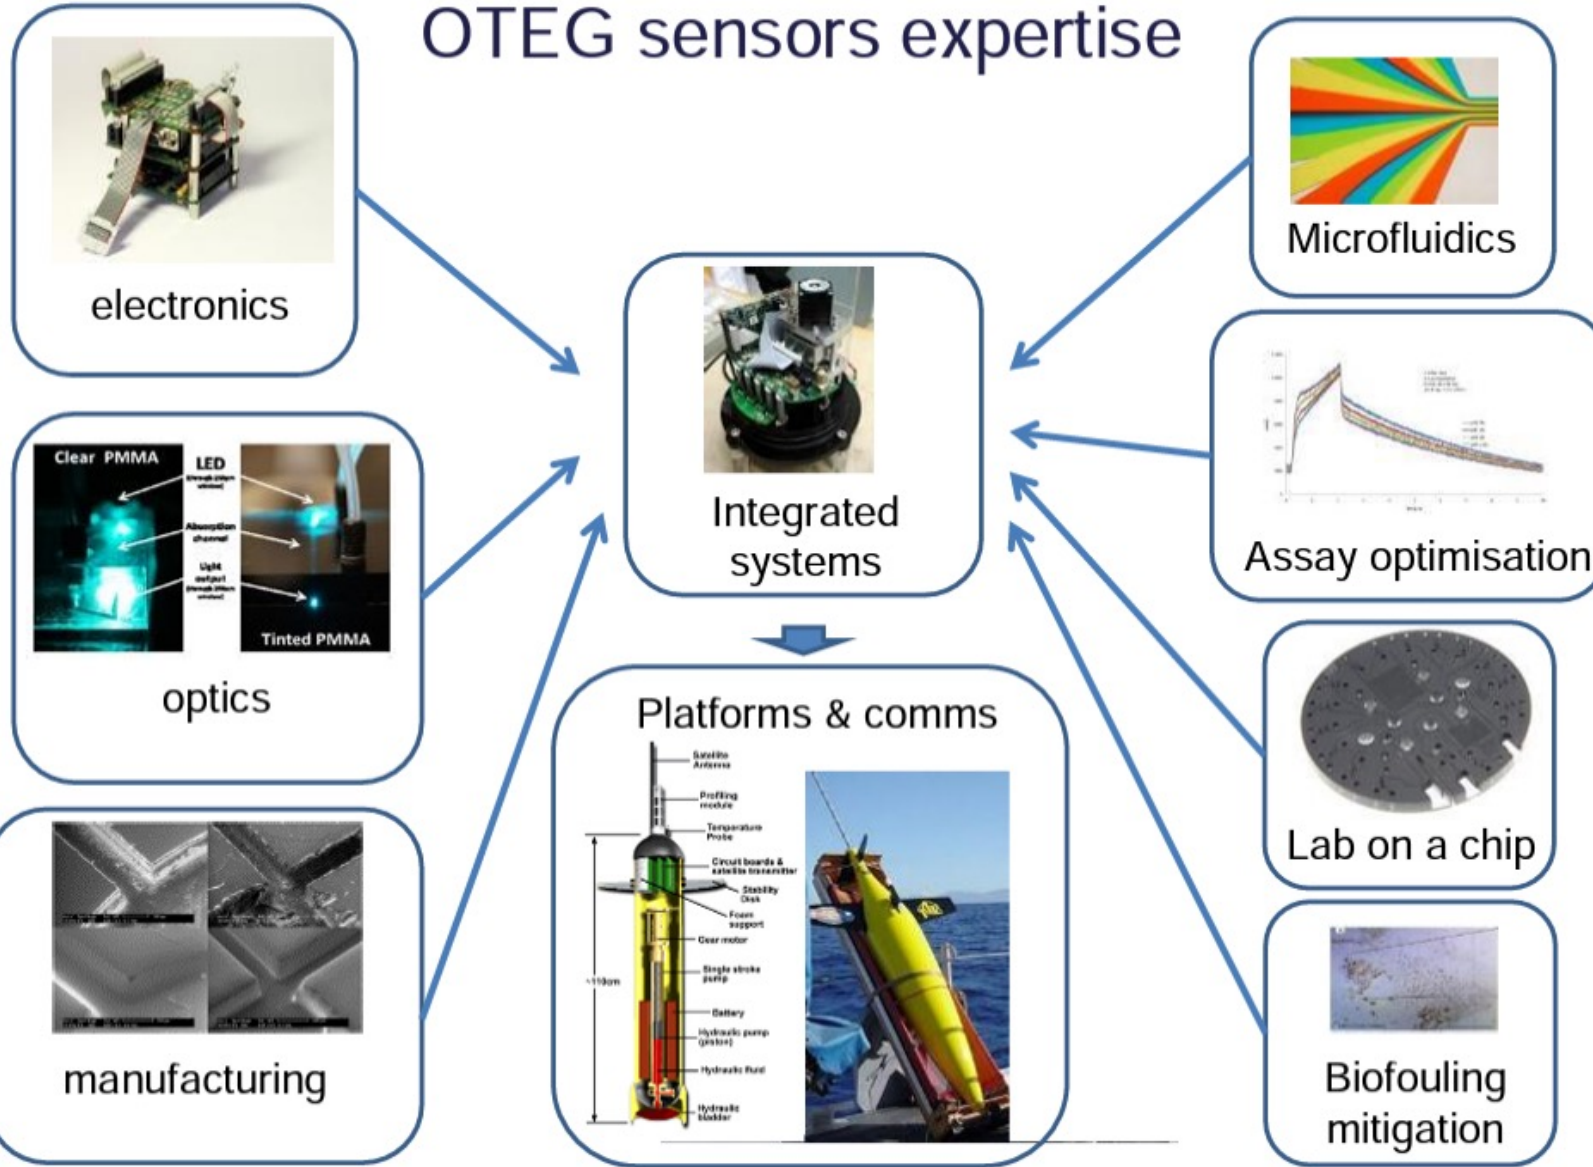 OTEG sensors expertise
electronics
Clear PMMA
LED
Absorption
channel
Light
output
Tinted PMMA
optics
manufacturing
Integrated
systems
Platforms & comms
Satellite
Antenna
Profiling
module
Temperature
Probe
Circuit boards &
satellite transmitter
Stability
Disk
Foam
support
Gear motor
Single stroke
pump
~110cm
Battery
Hydraulic pump
(piston)
Hydraulic fluid
Hydraulic
bladder
Microfluidics
Assay optimisation
Lab on a chip
Biofouling
mitigation